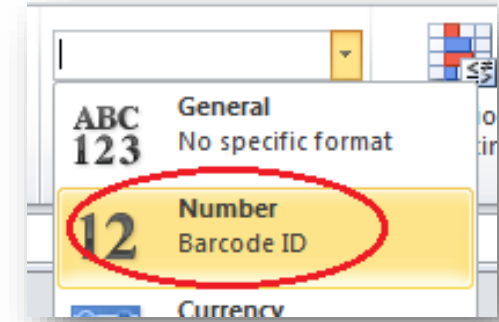 ABC
123
General
No specific format
12
Number
Barcode ID
Currency